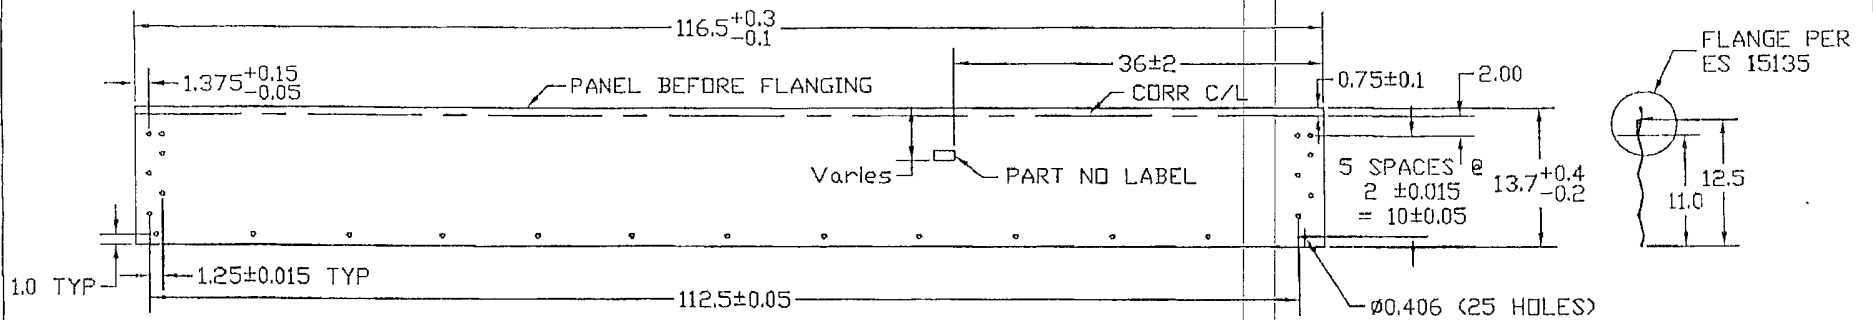 116.5+0.3
-0.1
FLANGE PER
ES 15135
36±2
1.375+0.15
-0.05
PANEL BEFORE FLANGING
CORR C/L
0.75±0.1
2.00
Varies
PART NO LABEL
5 SPACES @
2 ±0.015
= 10±0.05
13.7+0.4
-0.2
12.5
11.0
1.0 TYP
1.25±0.015 TYP
112.5±0.05
ø0.406 (25 HOLES)